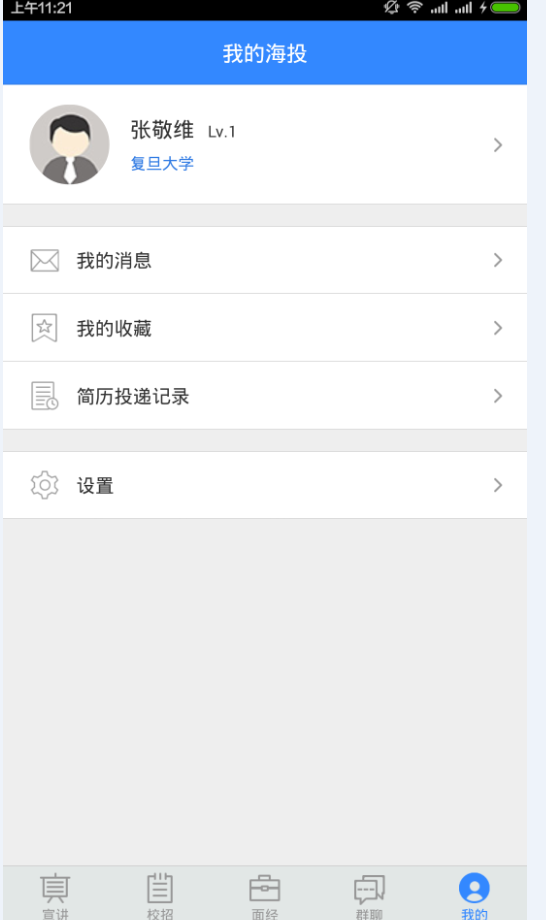 上午11:21
我的海投
张敬维 Lv.1
复旦大学
我的消息
我的收藏
简历投递记录
设置
宣讲 校招 面经 群聊 我的